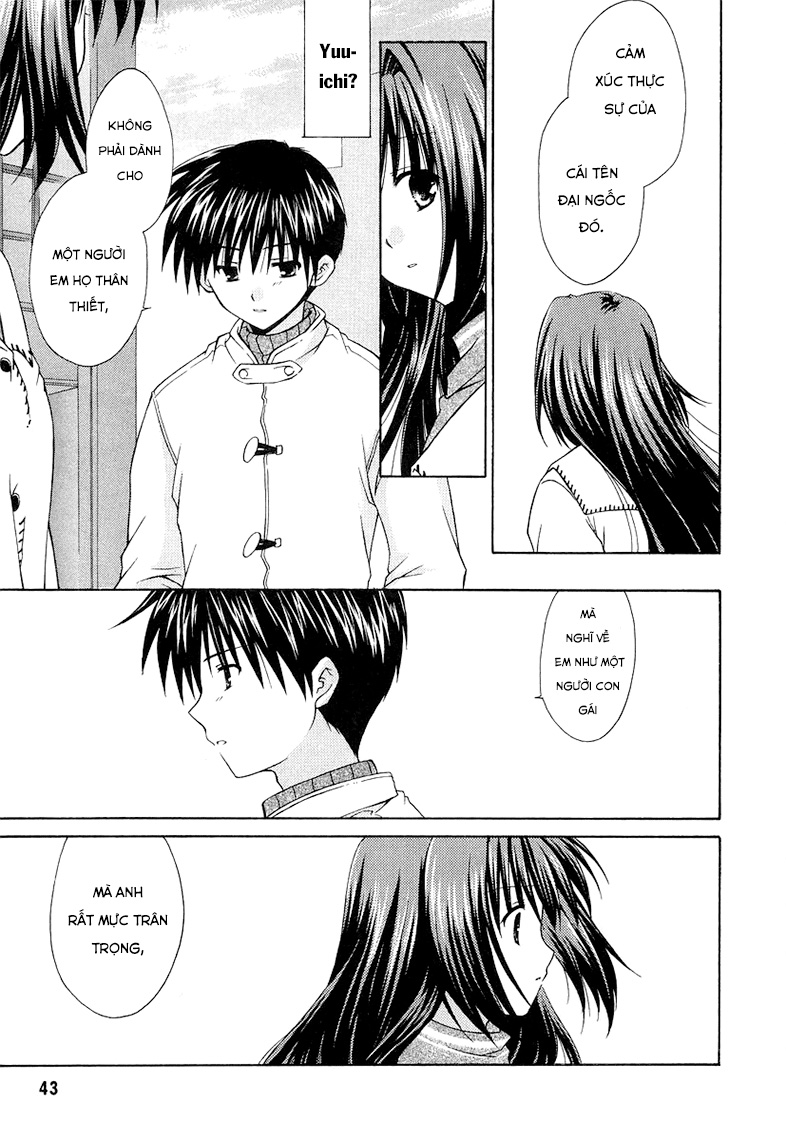 CẢM
XÚC THỰC
SỰ CỦA
CÁI TÊN
ĐẠI NGỐC
ĐÓ.
Yuu-
ichi?
KHÔNG
PHẢI DÀNH
CHO
MỘT NGƯỜI
EM HỌ THÂN
THIẾT,
MÀ
NGHĨ VỀ
EM NHƯ MỘT
NGƯỜI CON
GÁI
MÀ ANH
RẤT MỰC TRÂN
TRỌNG,
43